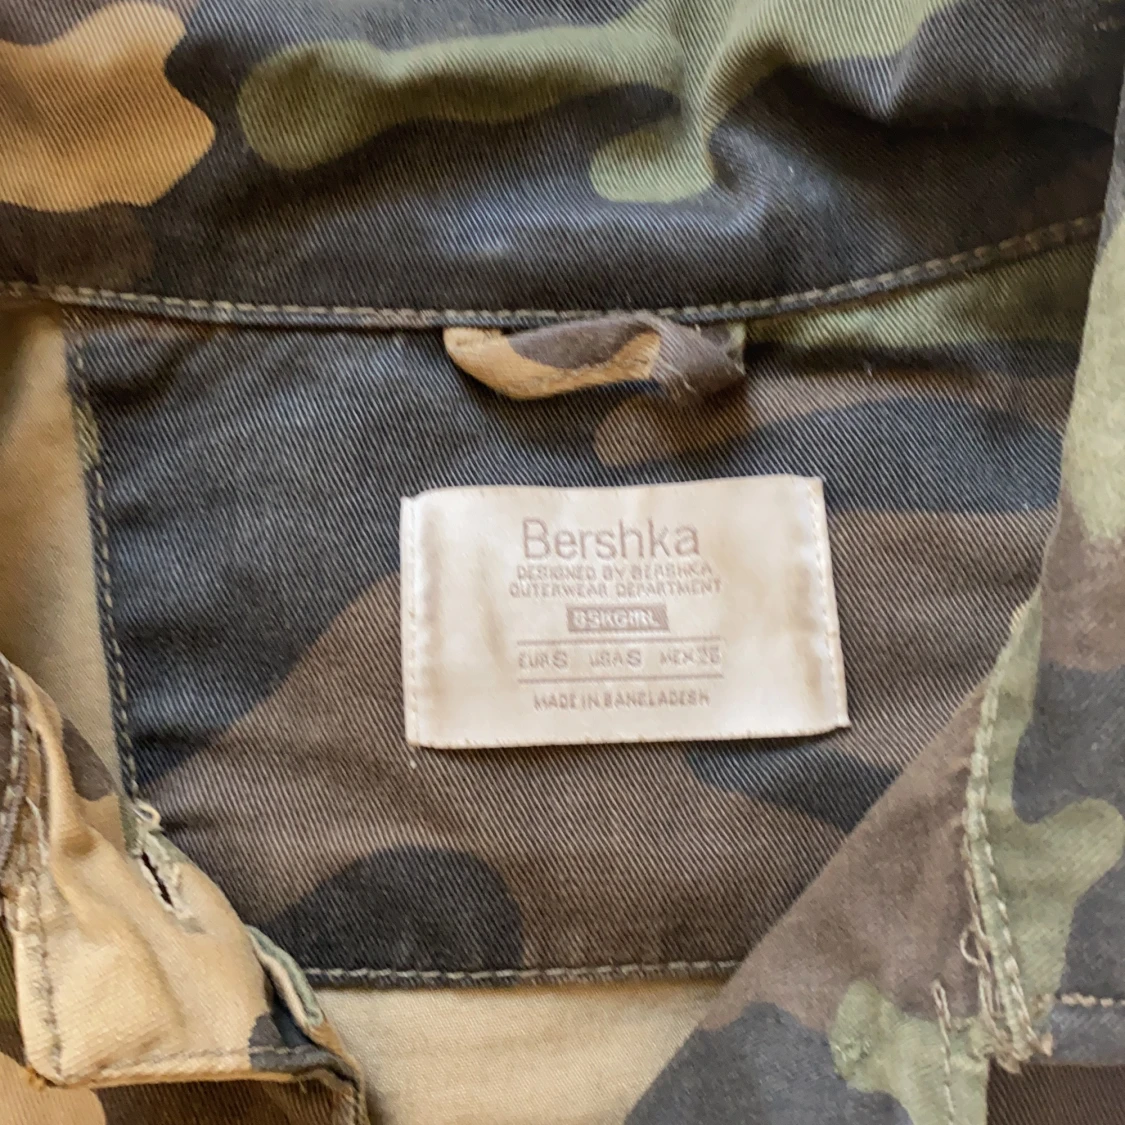 Bershka
DESIGNED BY BERSHKA
OUTERWEAR DEPARTMENT
BSKGIRL
EUR S USA S MEX 26
MADE IN BANGLADESH